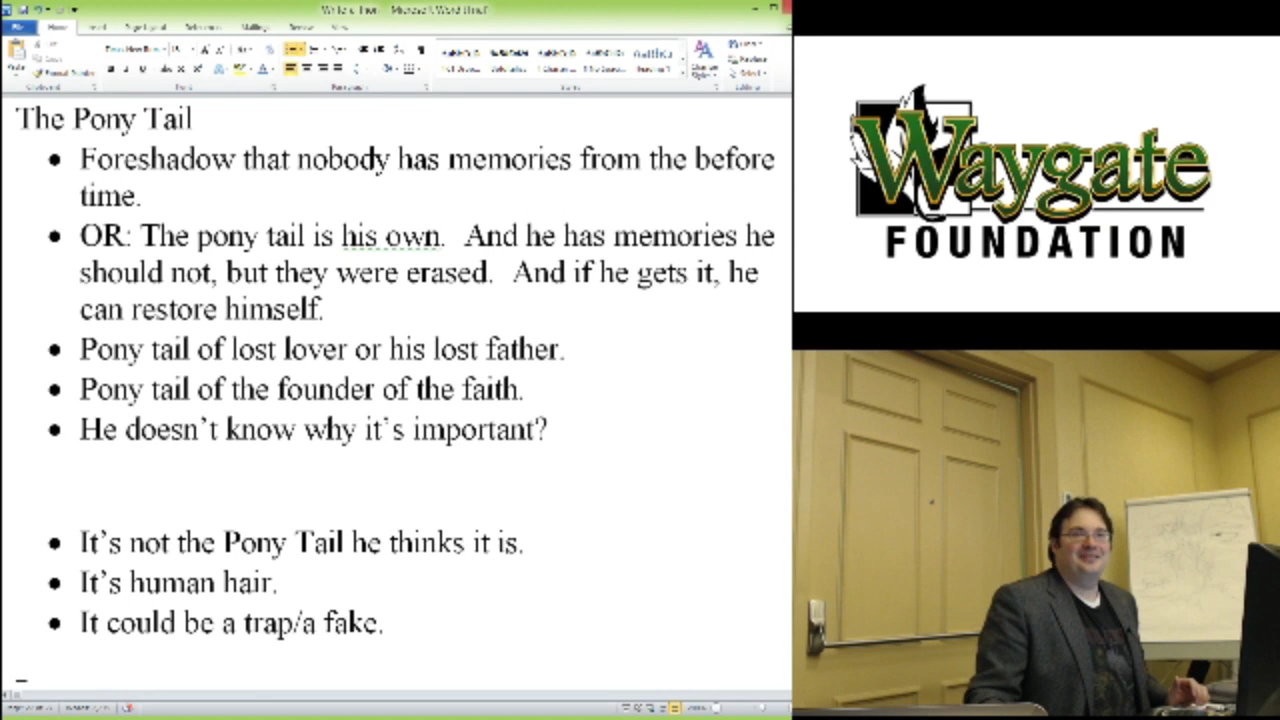 Microsoft Word (Trial)
The Pony Tail
• Foreshadow that nobody has memories from the before
time.
• OR: The pony tail is his own. And he has memories he
should not, but they were erased. And if he gets it, he
can restore himself.
• Pony tail of lost lover or his lost father.
• Pony tail of the founder of the faith.
• He doesn't know why it's important?
• It's not the Pony Tail he thinks it is.
• It's human hair.
• It could be a trap/a fake.
Waygate
FOUNDATION